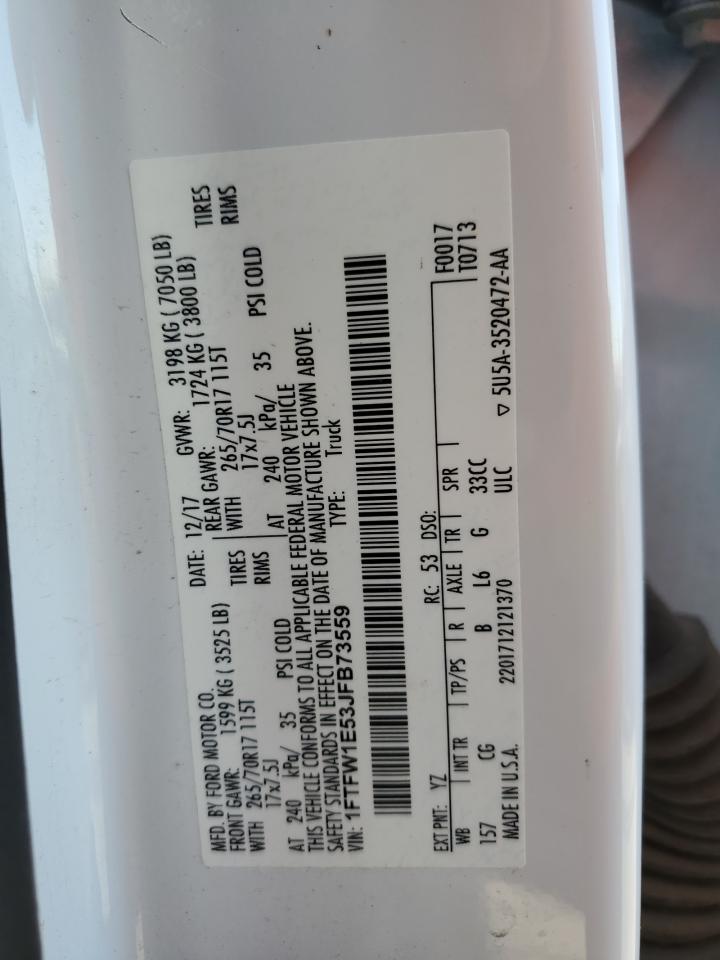 MFD. BY FORD MOTOR CO.
DATE: 12/17 GVWR: 3198 KG ( 7050 LB)
FRONT GAWR: 1599 KG ( 3525 LB) REAR GAWR: 1724 KG ( 3800 LB)
WITH 265/70R17 115T TIRES WITH 265/70R17 115T TIRES
17x7.5J RIMS 17x7.5J RIMS
AT 240 kPa/ 35 PSI COLD AT 240 kPa/ 35 PSI COLD
THIS VEHICLE CONFORMS TO ALL APPLICABLE FEDERAL MOTOR VEHICLE
SAFETY STANDARDS IN EFFECT ON THE DATE OF MANUFACTURE SHOWN ABOVE.
VIN: 1FTFW1E53JFB73559 TYPE: Truck
EXT PNT: YZ RC: 53 DSO: F0017
WB INT TR TP/PS R AXLE TR SPR T0713
157 CG B L6 G 33CC
MADE IN U.S.A. 2201712121370 ULC ▽ 5U5A-3520472-AA